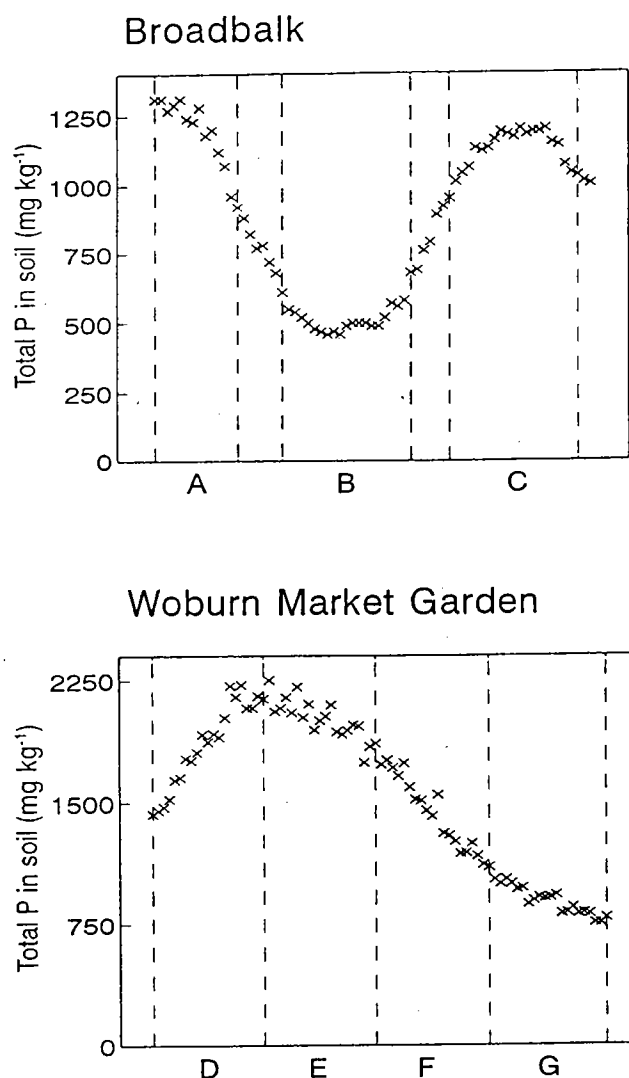 Broadbalk
Total P in soil (mg kg⁻¹)
1250
1000
750
500
250
0
A B C
Woburn Market Garden
Total P in soil (mg kg⁻¹)
2250
1500
750
0
D E F G